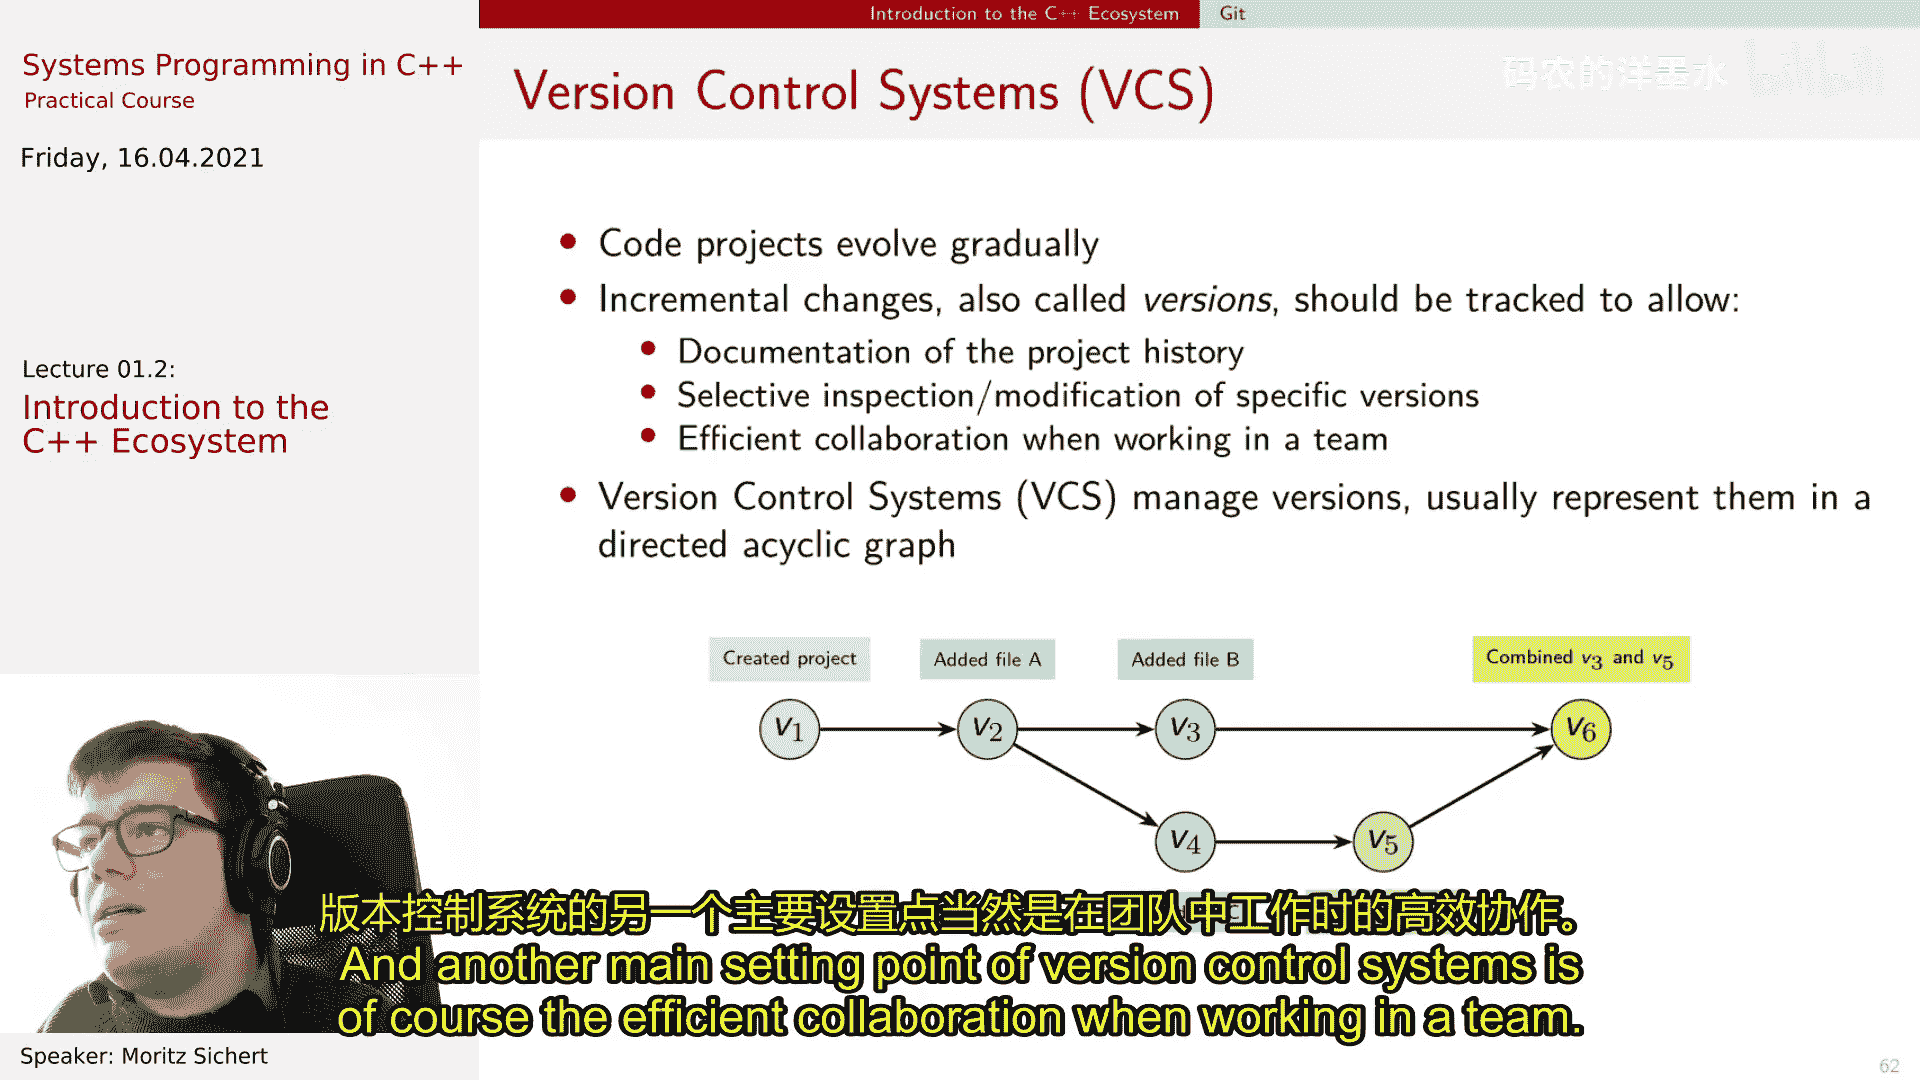 Introduction to the C++ Ecosystem
Git
Systems Programming in C++
Practical Course
Friday, 16.04.2021
Version Control Systems (VCS)
码农的洋墨水
Code projects evolve gradually
Incremental changes, also called versions, should be tracked to allow:
Documentation of the project history
Selective inspection/modification of specific versions
Efficient collaboration when working in a team
Version Control Systems (VCS) manage versions, usually represent them in a
directed acyclic graph
Lecture 01.2:
Introduction to the
C++ Ecosystem
Created project
Added file A
Added file B
Combined v3 and v5
v1
v2
v3
v6
v4
v5
版本控制系统的另一个主要设置点当然是在团队中工作时的高效协作。
And another main setting point of version control systems is
of course the efficient collaboration when working in a team.
Speaker: Moritz Sichert
62